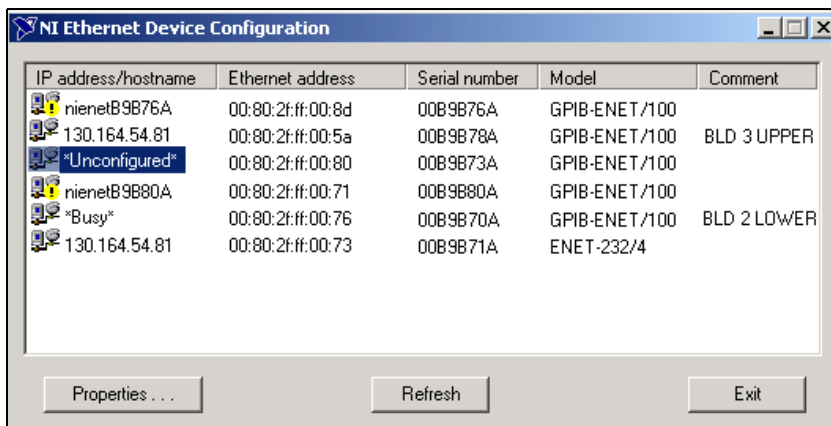 NI Ethernet Device Configuration
IP address/hostname Ethernet address Serial number Model Comment
nienetB9B76A 00:80:2f:ff:00:8d 00B9B76A GPIB-ENET/100
130.164.54.81 00:80:2f:ff:00:5a 00B9B78A GPIB-ENET/100 BLD 3 UPPER
*Unconfigured* 00:80:2f:ff:00:80 00B9B73A GPIB-ENET/100
nienetB9B80A 00:80:2f:ff:00:71 00B9B80A GPIB-ENET/100
*Busy* 00:80:2f:ff:00:76 00B9B70A GPIB-ENET/100 BLD 2 LOWER
130.164.54.81 00:80:2f:ff:00:73 00B9B71A ENET-232/4
Properties . . . Refresh Exit